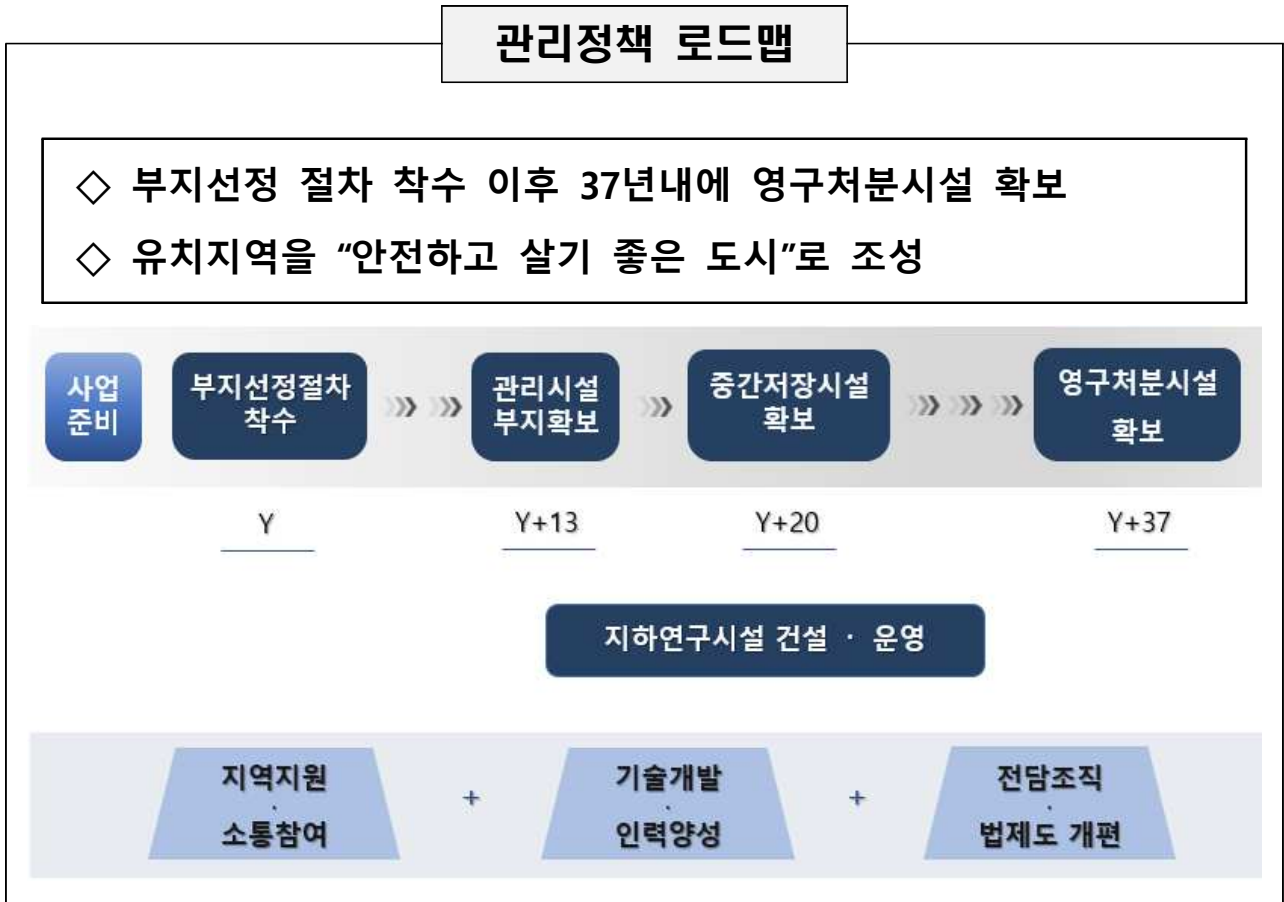 관리정책 로드맵
◇ 부지선정 절차 착수 이후 37년내에 영구처분시설 확보
◇ 유치지역을 “안전하고 살기 좋은 도시”로 조성
사업
준비
부지선정절차
착수
관리시설
부지확보
중간저장시설
확보
영구처분시설
확보
Y
Y+13
Y+20
Y+37
지하연구시설 건설 · 운영
지역지원
·
소통참여
+
기술개발
·
인력양성
+
전담조직
·
법제도 개편